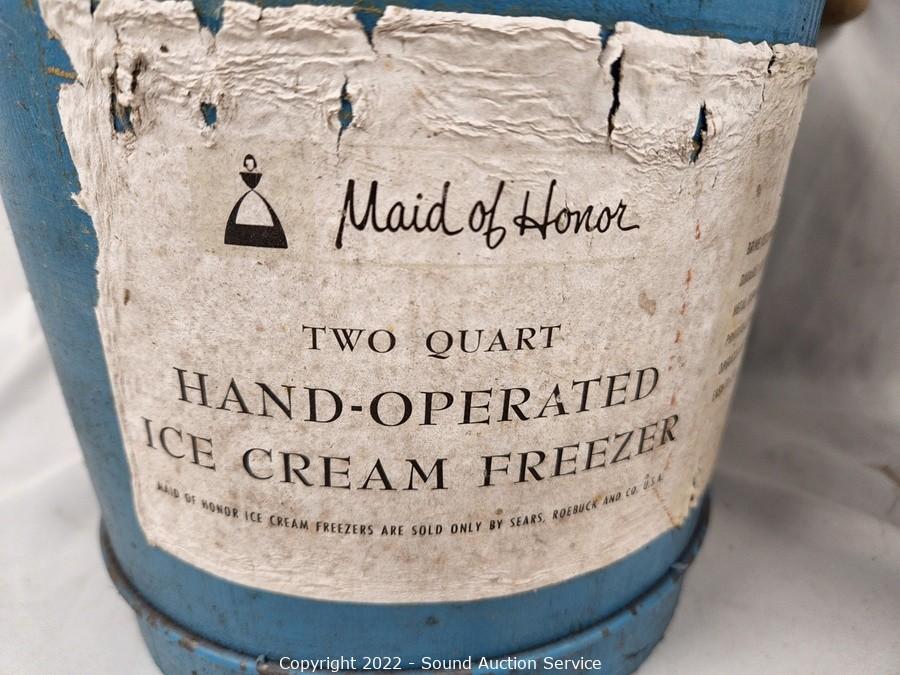 Maid of Honor
TWO QUART
HAND-OPERATED
ICE CREAM FREEZER
MAID OF HONOR ICE CREAM FREEZERS ARE SOLD ONLY BY SEARS, ROEBUCK AND CO. U.S.A.
Copyright 2022 - Sound Auction Service